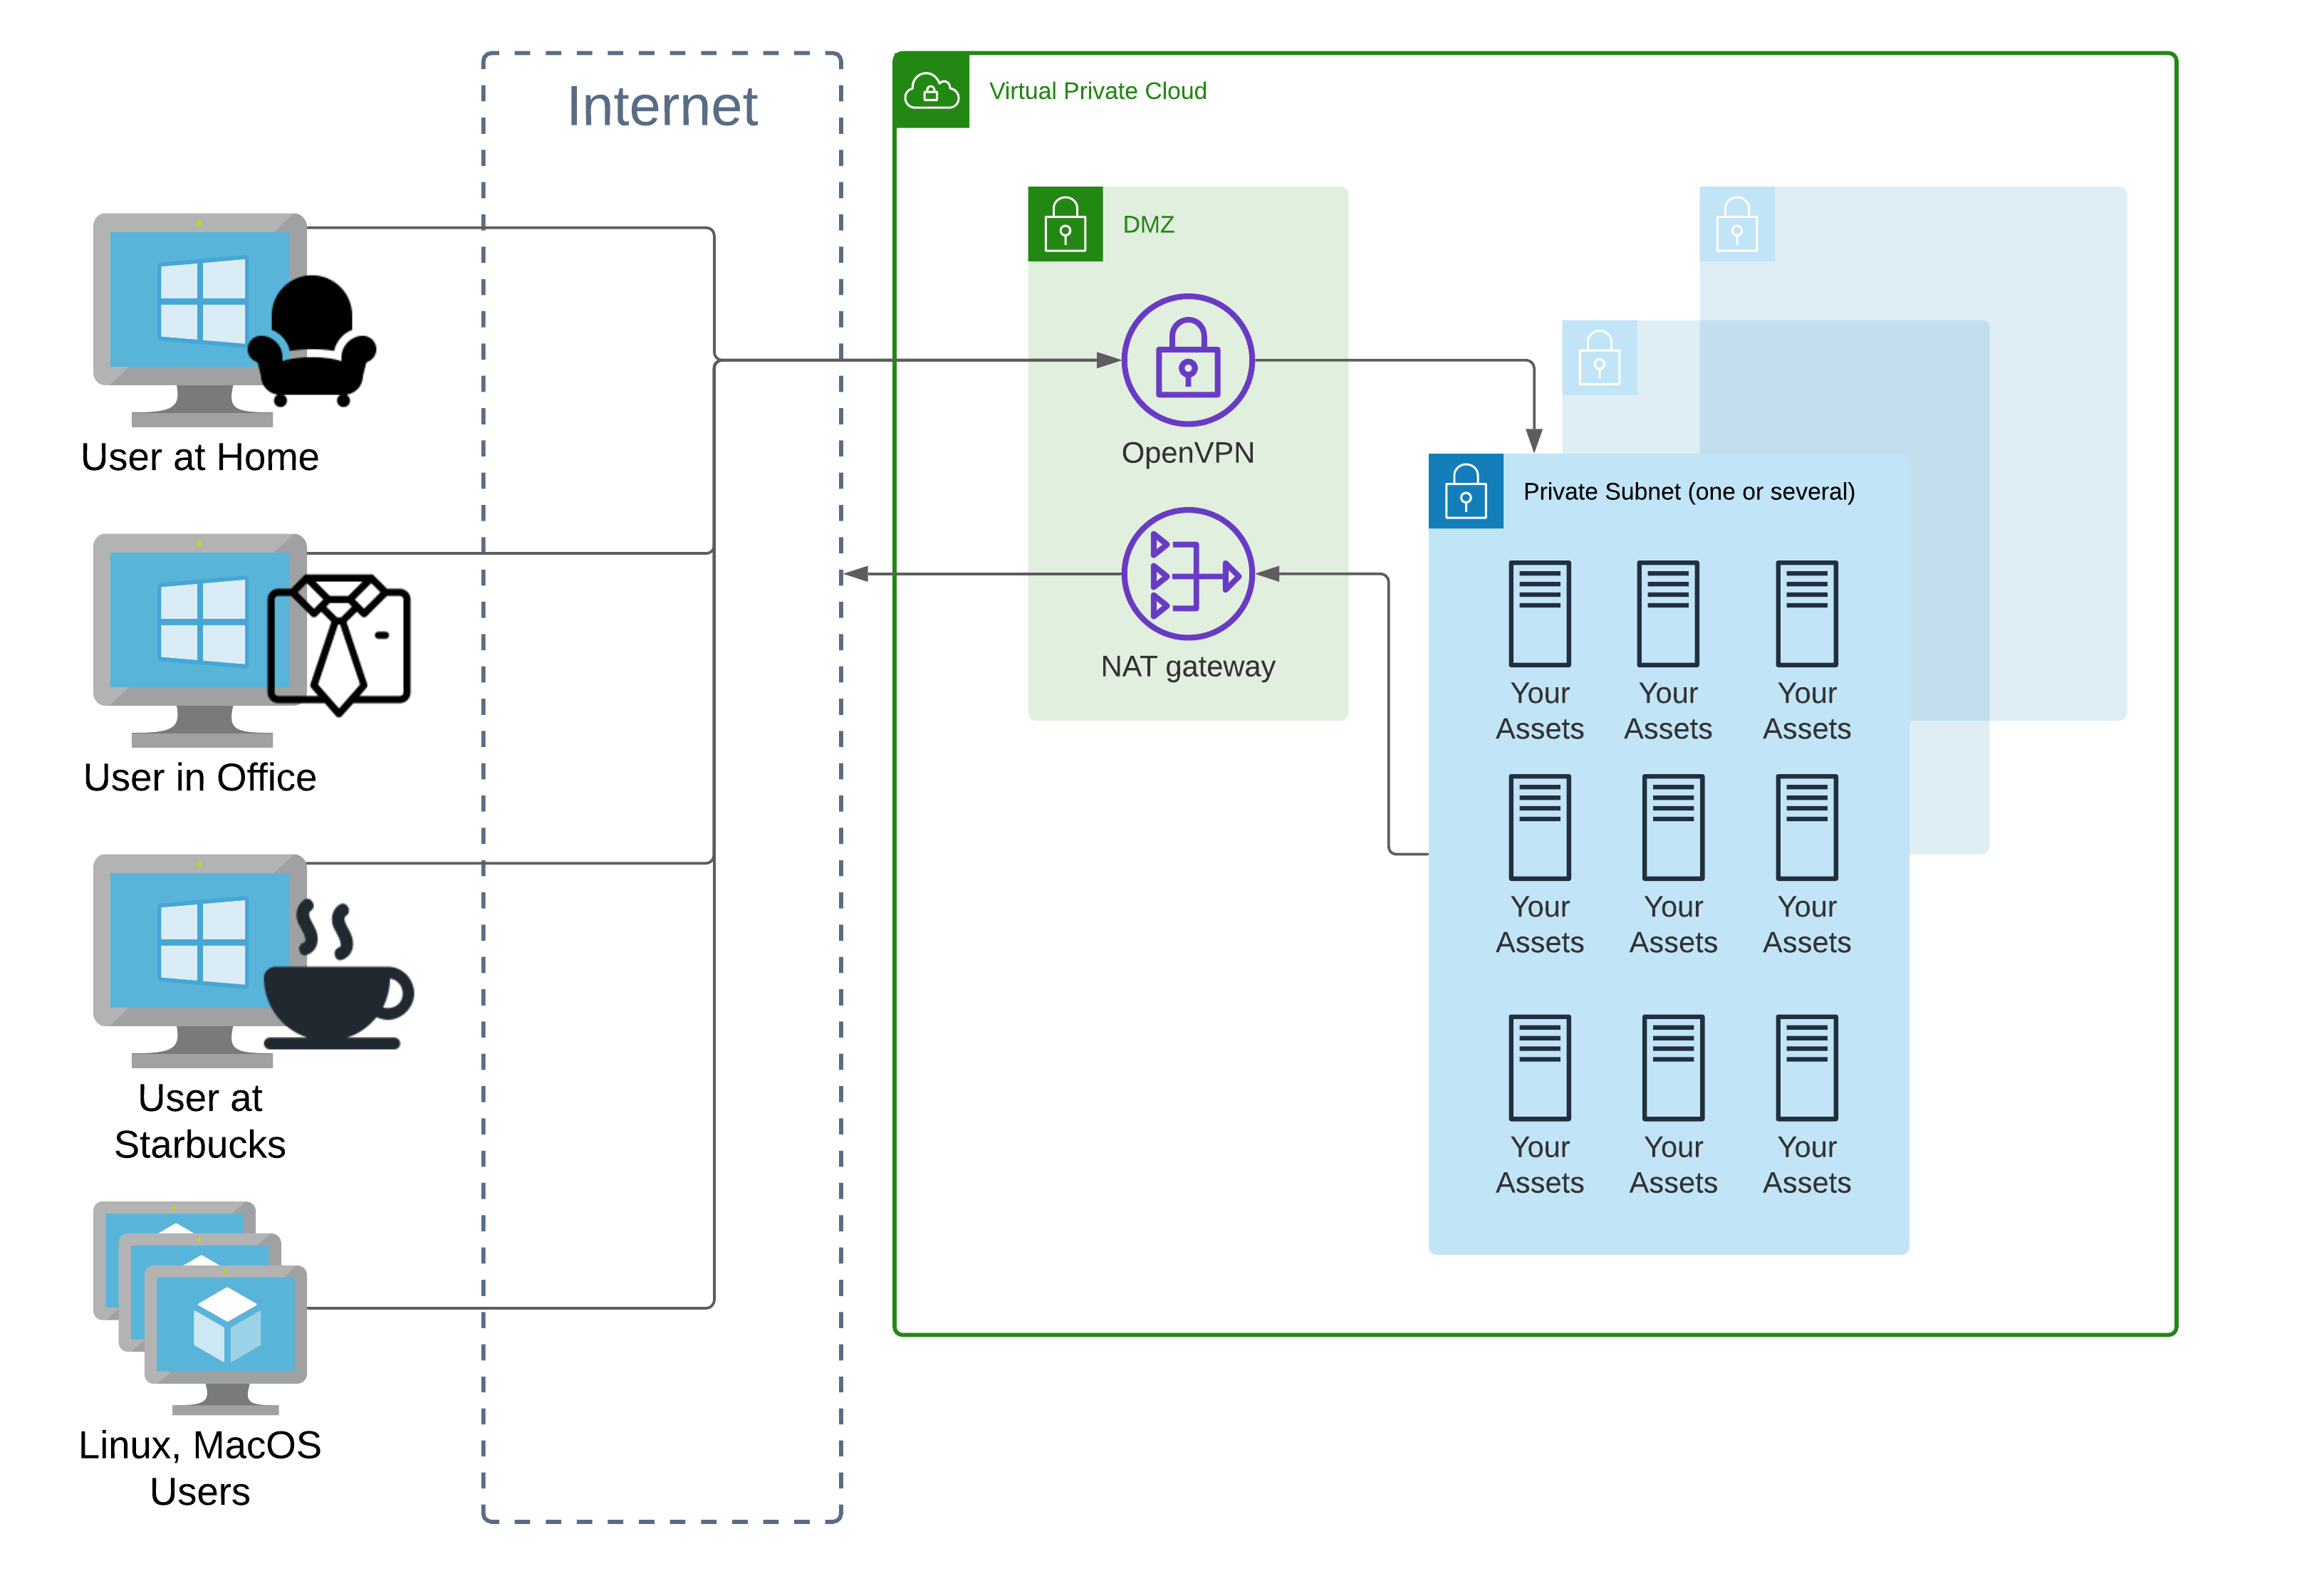 Internet
Virtual Private Cloud
DMZ
User at Home
OpenVPN
Private Subnet (one or several)
NAT gateway
Your
Assets
Your
Assets
Your
Assets
User in Office
Your
Assets
Your
Assets
Your
Assets
User at
Starbucks
Your
Assets
Your
Assets
Your
Assets
Linux, MacOS
Users